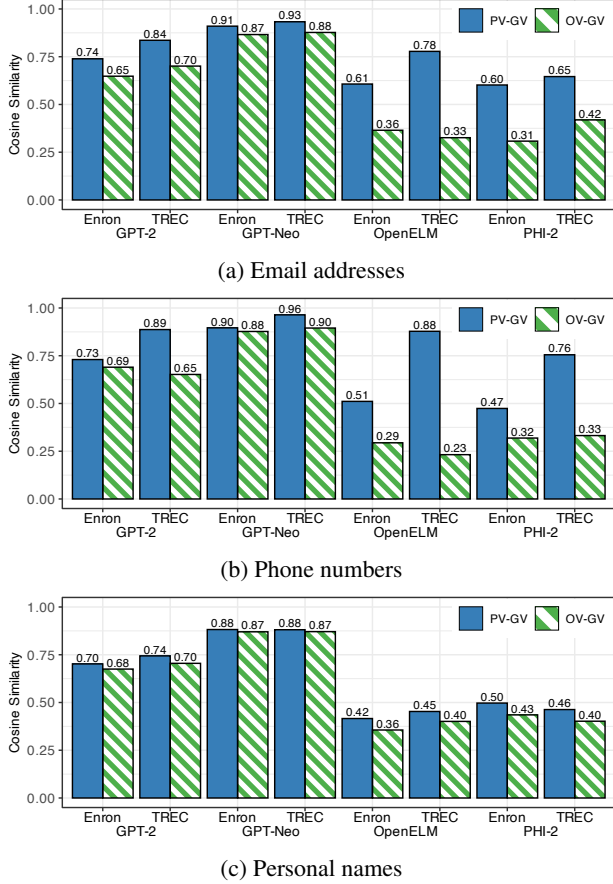 1.00
0.75
0.50
0.25
0.00
Cosine Similarity
PV-GV OV-GV
0.74 0.65 0.84 0.70 0.91 0.87 0.93 0.88 0.61 0.36 0.78 0.33 0.60 0.31 0.65 0.42
Enron TREC Enron TREC Enron TREC Enron TREC
GPT-2 GPT-Neo OpenELM PHI-2
(a) Email addresses
1.00
0.75
0.50
0.25
0.00
Cosine Similarity
PV-GV OV-GV
0.73 0.69 0.89 0.65 0.90 0.88 0.96 0.90 0.51 0.29 0.88 0.23 0.47 0.32 0.76 0.33
Enron TREC Enron TREC Enron TREC Enron TREC
GPT-2 GPT-Neo OpenELM PHI-2
(b) Phone numbers
1.00
0.75
0.50
0.25
0.00
Cosine Similarity
PV-GV OV-GV
0.70 0.68 0.74 0.70 0.88 0.87 0.88 0.87 0.42 0.36 0.45 0.40 0.50 0.43 0.46 0.40
Enron TREC Enron TREC Enron TREC Enron TREC
GPT-2 GPT-Neo OpenELM PHI-2
(c) Personal names